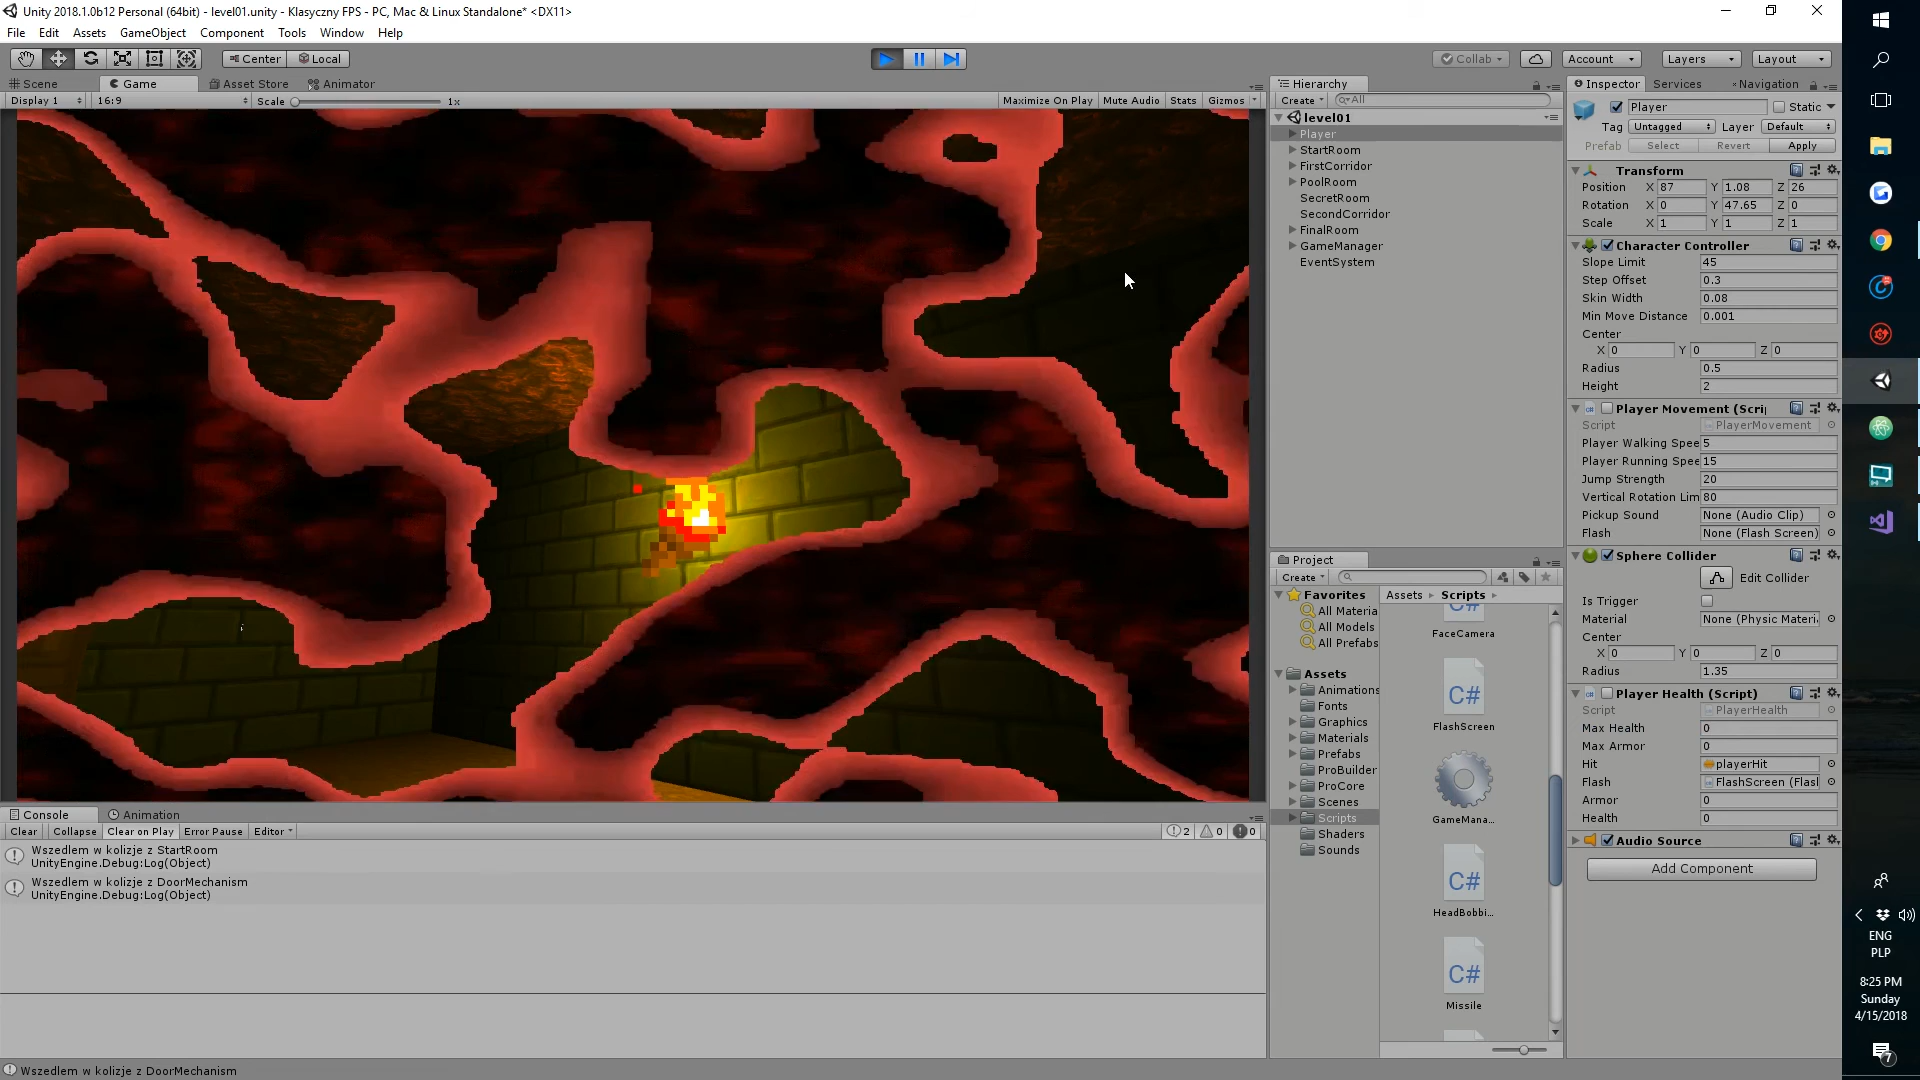 Unity 2018.1.0b12 Personal (64bit) - level01.unity - Klasyczny FPS - PC, Mac & Linux Standalone* <DX11>
File Edit Assets GameObject Component Tools Window Help
Center Local Collab Account Layers Layout
Scene Game Asset Store Animator
Display 1 16:9 Scale 1x Maximize On Play Mute Audio Stats Gizmos
Hierarchy
Create All
level01
Player
StartRoom
FirstCorridor
PoolRoom
SecretRoom
SecondCorridor
FinalRoom
GameManager
EventSystem
Project
Create
Favorites
All Materia
All Models
All Prefabs
Assets
Animations
Fonts
Graphics
Materials
Prefabs
ProBuilder
ProCore
Scenes
Scripts
Shaders
Sounds
Assets Scripts
C#
FaceCamera
C#
FlashScreen
GameMana...
C#
HeadBobbi...
C#
Missile
Inspector Services Navigation
Player Static
Tag Untagged Layer Default
Prefab Select Revert Apply
Transform
Position X 87 Y 1.08 Z 26
Rotation X 0 Y 47.65 Z 0
Scale X 1 Y 1 Z 1
Character Controller
Slope Limit 45
Step Offset 0.3
Skin Width 0.08
Min Move Distance 0.001
Center
X 0 Y 0 Z 0
Radius 0.5
Height 2
Player Movement (Scri
Script PlayerMovement
Player Walking Spee 5
Player Running Spee 15
Jump Strength 20
Vertical Rotation Lim 80
Pickup Sound None (Audio Clip)
Flash None (Flash Screen)
Sphere Collider
Edit Collider
Is Trigger
Material None (Physic Materi
Center
X 0 Y 0 Z 0
Radius 1.35
Player Health (Script)
Script PlayerHealth
Max Health 0
Max Armor 0
Hit playerHit
Flash FlashScreen (Flasl
Armor 0
Health 0
Audio Source
Add Component
Console Animation
Clear Collapse Clear on Play Error Pause Editor 2 0 0
Wszedlem w kolizje z StartRoom
UnityEngine.Debug:Log(Object)
Wszedlem w kolizje z DoorMechanism
UnityEngine.Debug:Log(Object)
Wszedlem w kolizje z DoorMechanism
ENG
PLP
8:25 PM
Sunday
4/15/2018
7